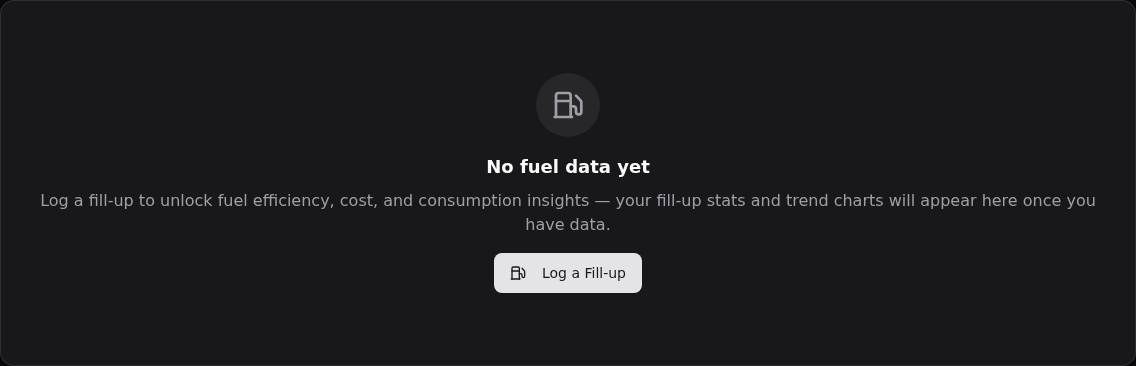 No fuel data yet
Log a fill-up to unlock fuel efficiency, cost, and consumption insights — your fill-up stats and trend charts will appear here once you
have data.
Log a Fill-up